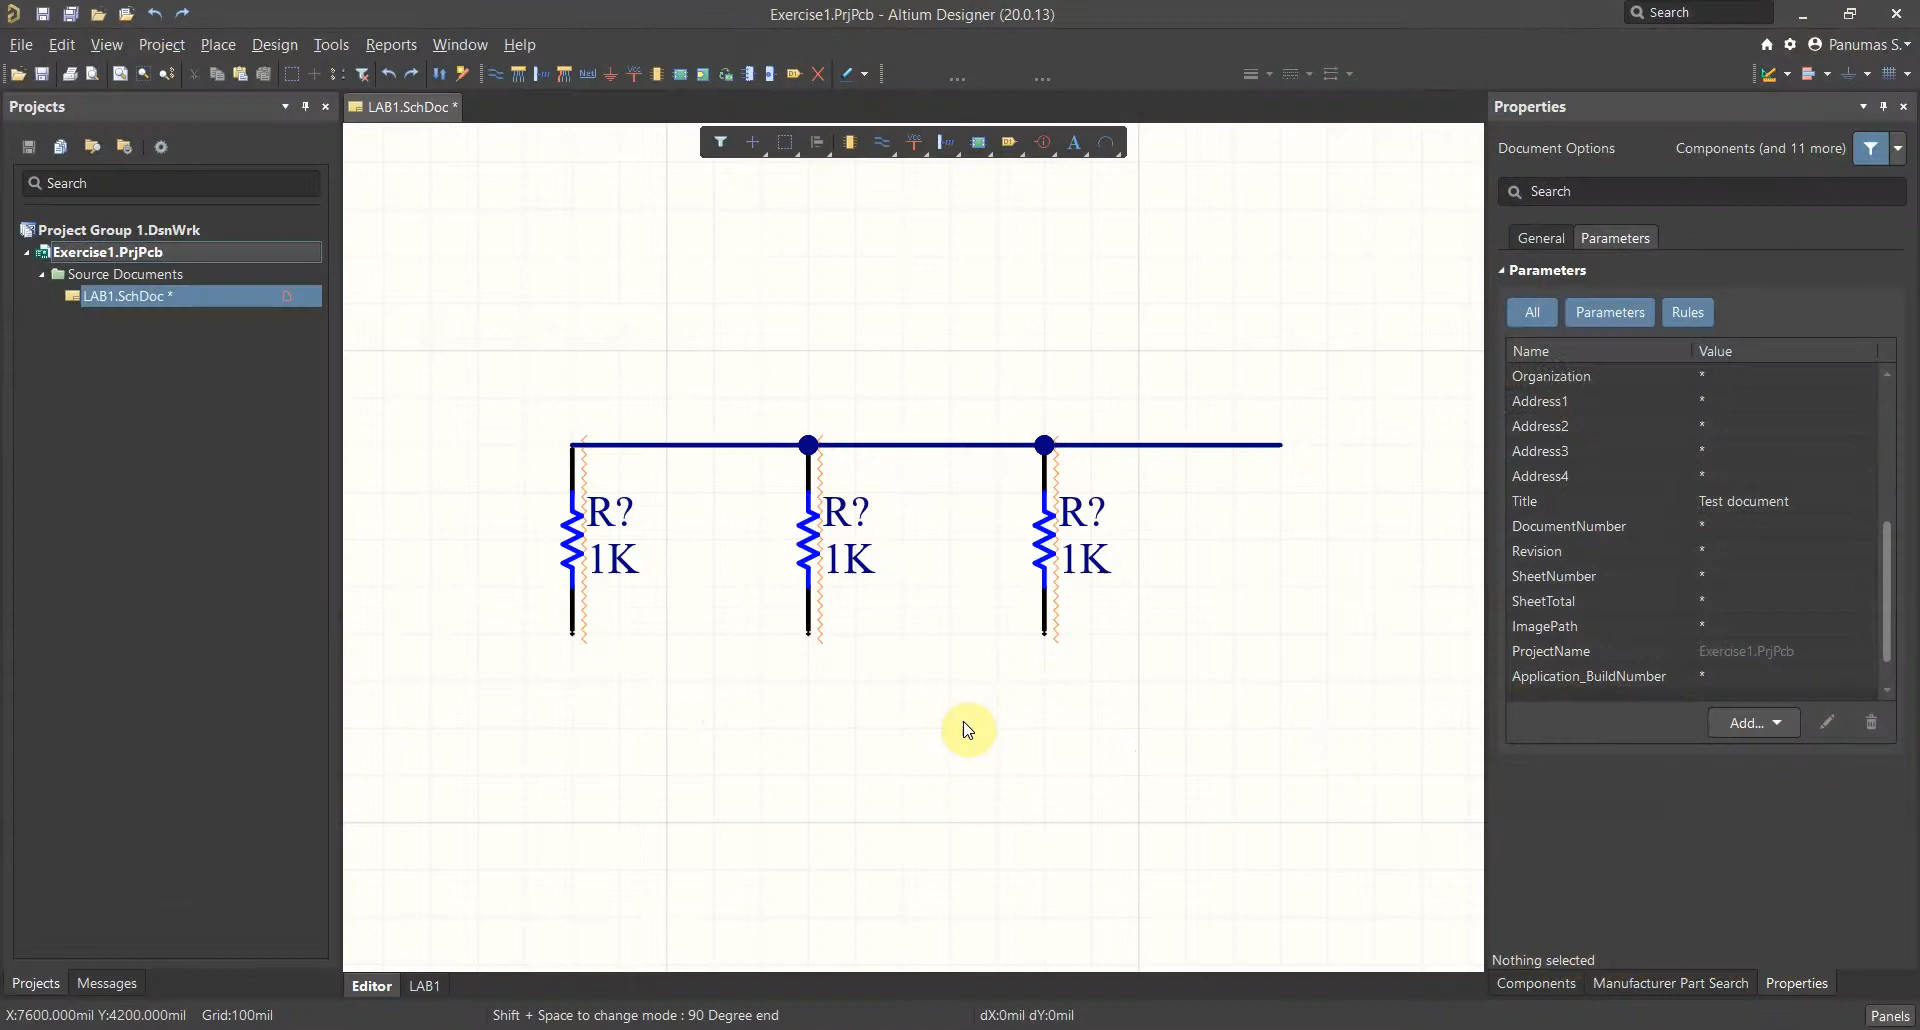 Exercise1.PrjPcb - Altium Designer (20.0.13)
Search
File Edit View Project Place Design Tools Reports Window Help
Panumas S.
Net
Vcc
D1
Projects
LAB1.SchDoc *
Properties
Vcc
D1
A
Document Options
Components (and 11 more)
Search
Search
Project Group 1.DsnWrk
Exercise1.PrjPcb
Source Documents
LAB1.SchDoc *
General
Parameters
Parameters
All
Parameters
Rules
Name Value
Organization *
Address1 *
Address2 *
Address3 *
Address4 *
Title Test document
DocumentNumber *
Revision *
SheetNumber *
SheetTotal *
ImagePath *
ProjectName Exercise1.PrjPcb
Application_BuildNumber *
Add...
R? R? R?
1K 1K 1K
Nothing selected
Projects Messages
Editor LAB1
Components Manufacturer Part Search Properties
X:7600.000mil Y:4200.000mil Grid:100mil
Shift + Space to change mode : 90 Degree end
dX:0mil dY:0mil
Panels